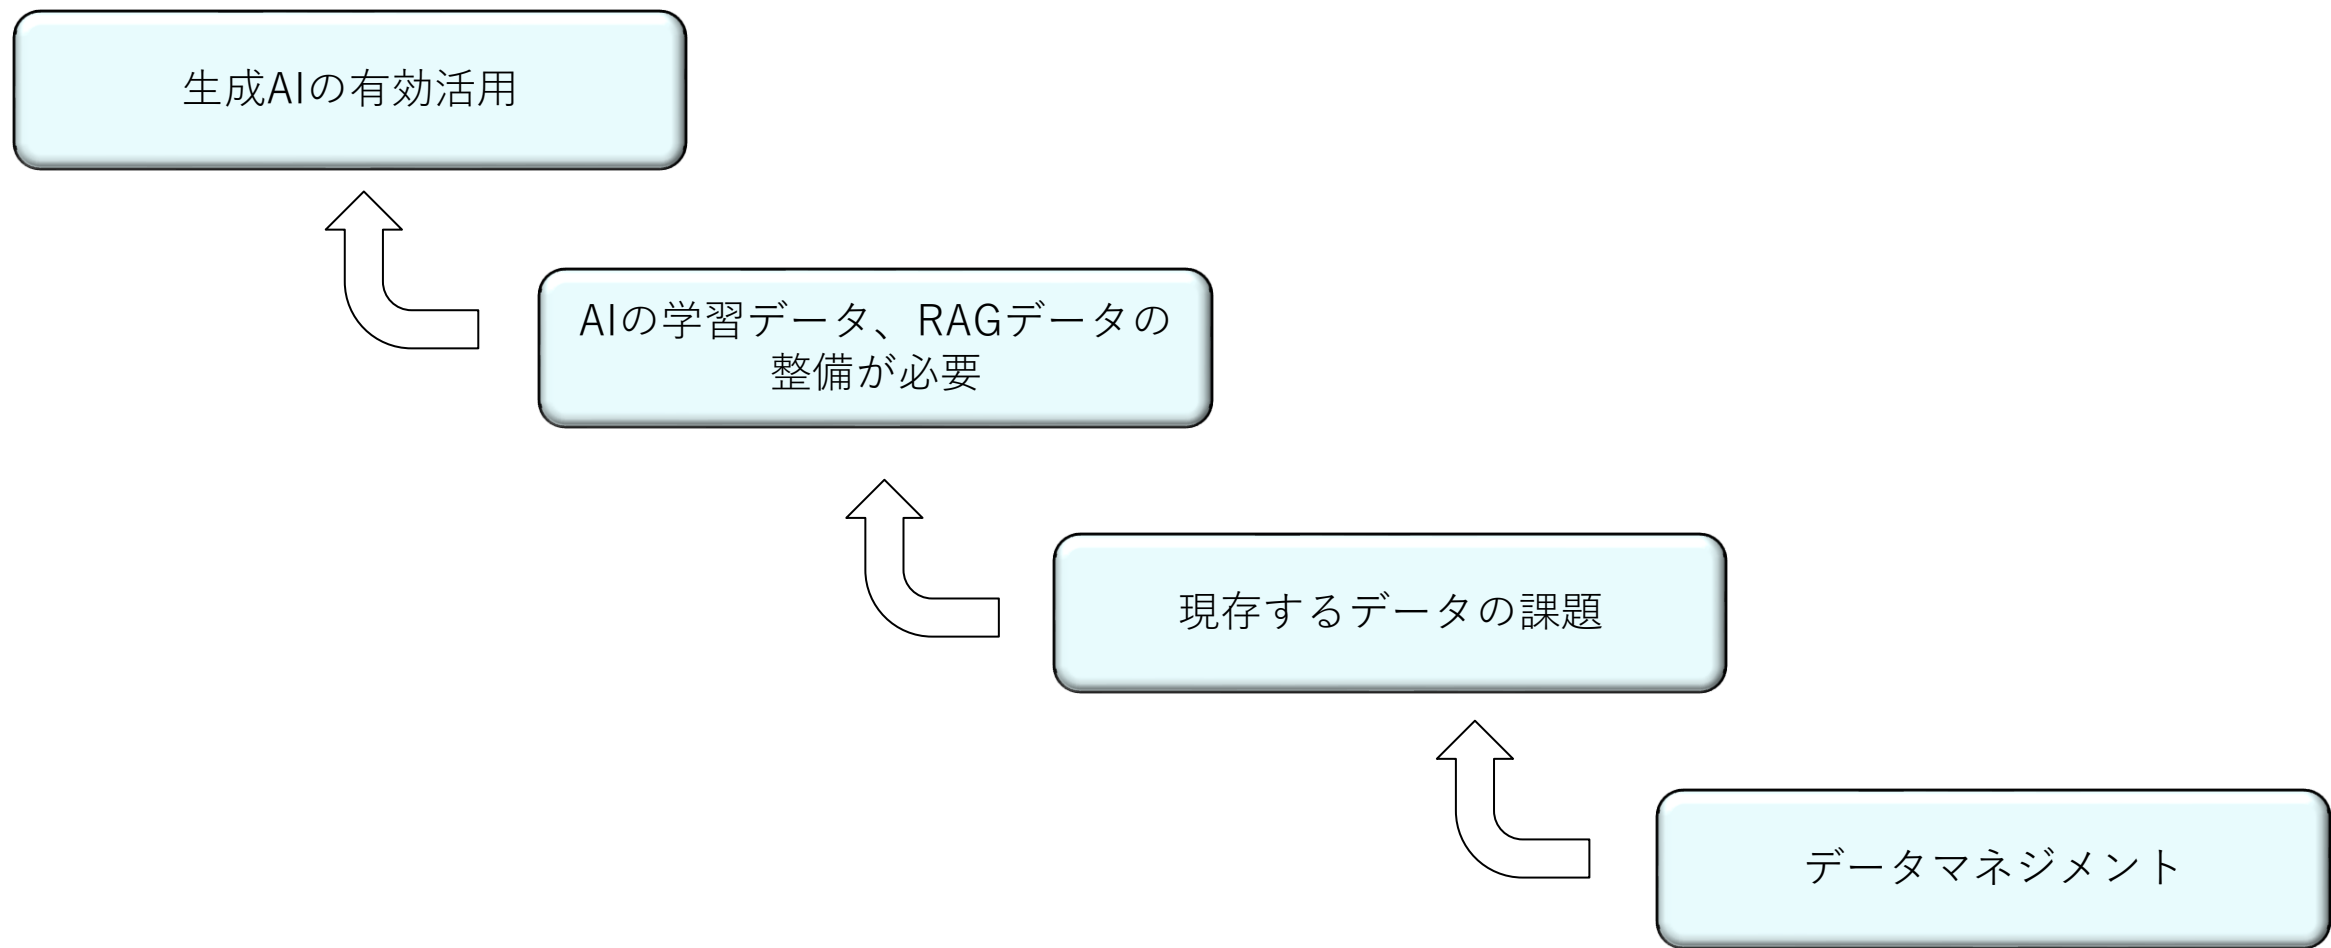 生成AIの有効活用
AIの学習データ、RAGデータの
整備が必要
現存するデータの課題
データマネジメント